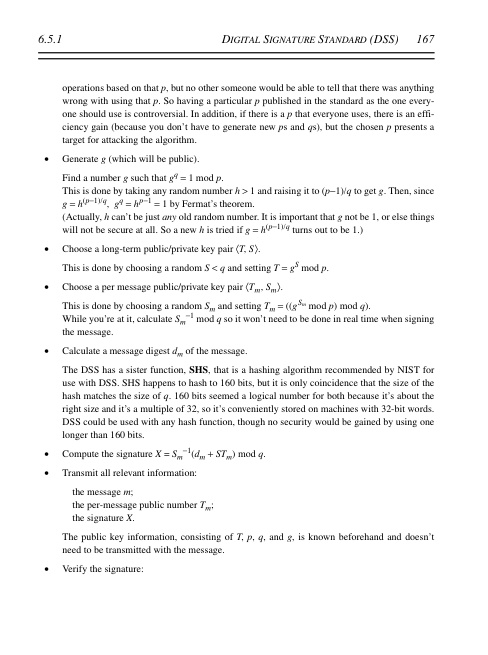 6.5.1 DIGITAL SIGNATURE STANDARD (DSS) 167
operations based on that p, but no other someone would be able to tell that there was anything
wrong with using that p. So having a particular p published in the standard as the one every-
one should use is controversial. In addition, if there is a p that everyone uses, there is an effi-
ciency gain (because you don't have to generate new ps and qs), but the chosen p presents a
target for attacking the algorithm.
• Generate g (which will be public).
Find a number g such that g^q = 1 mod p.
This is done by taking any random number h > 1 and raising it to (p−1)/q to get g. Then, since
g = h^(p−1)/q, g^q = h^p−1 = 1 by Fermat's theorem.
(Actually, h can't be just any old random number. It is important that g not be 1, or else things
will not be secure at all. So a new h is tried if g = h^(p−1)/q turns out to be 1.)
• Choose a long-term public/private key pair ⟨T, S⟩.
This is done by choosing a random S < q and setting T = g^S mod p.
• Choose a per message public/private key pair ⟨T_m, S_m⟩.
This is done by choosing a random S_m and setting T_m = ((g^S_m mod p) mod q).
While you're at it, calculate S_m^−1 mod q so it won't need to be done in real time when signing
the message.
• Calculate a message digest d_m of the message.
The DSS has a sister function, SHS, that is a hashing algorithm recommended by NIST for
use with DSS. SHS happens to hash to 160 bits, but it is only coincidence that the size of the
hash matches the size of q. 160 bits seemed a logical number for both because it's about the
right size and it's a multiple of 32, so it's conveniently stored on machines with 32-bit words.
DSS could be used with any hash function, though no security would be gained by using one
longer than 160 bits.
• Compute the signature X = S_m^−1(d_m + ST_m) mod q.
• Transmit all relevant information:
the message m;
the per-message public number T_m;
the signature X.
The public key information, consisting of T, p, q, and g, is known beforehand and doesn't
need to be transmitted with the message.
• Verify the signature: